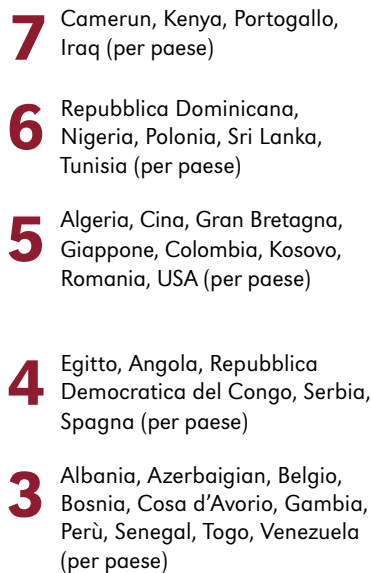 7 Camerun, Kenya, Portogallo,
Iraq (per paese)
6 Repubblica Dominicana,
Nigeria, Polonia, Sri Lanka,
Tunisia (per paese)
5 Algeria, Cina, Gran Bretagna,
Giappone, Colombia, Kosovo,
Romania, USA (per paese)
4 Egitto, Angola, Repubblica
Democratica del Congo, Serbia,
Spagna (per paese)
3 Albania, Azerbaigian, Belgio,
Bosnia, Cosa d'Avorio, Gambia,
Perù, Senegal, Togo, Venezuela
(per paese)